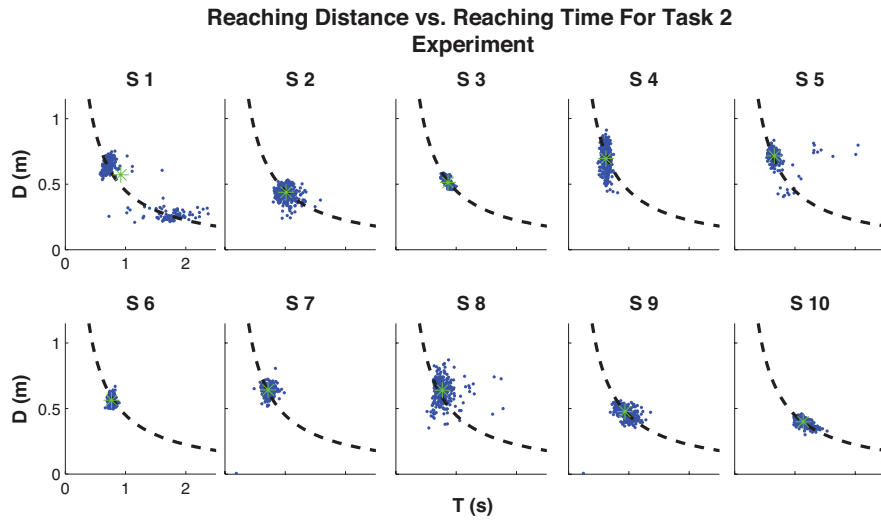 Reaching Distance vs. Reaching Time For Task 2
Experiment
S 1 S 2 S 3 S 4 S 5
1
0.5
0
D (m)
0 1 2
S 6 S 7 S 8 S 9 S 10
1
0.5
0
D (m)
0 1 2
T (s)